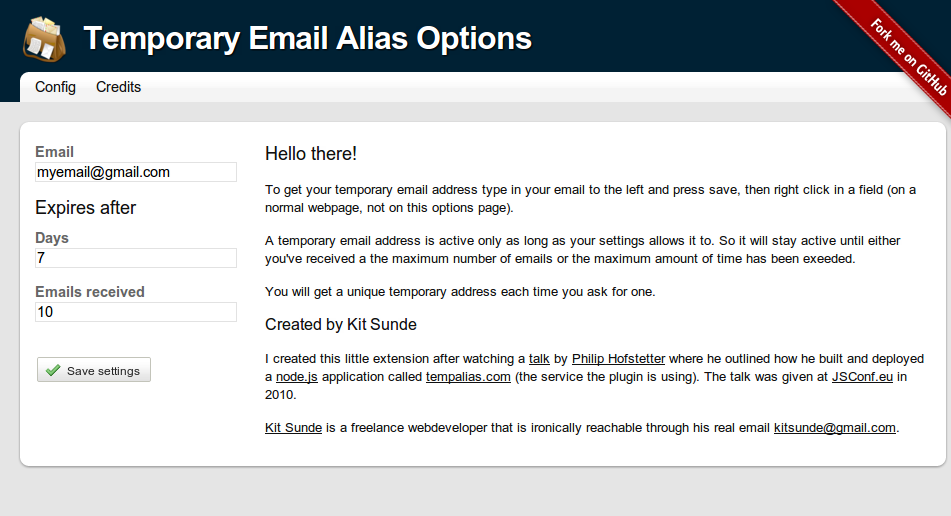 Temporary Email Alias Options
Fork me on GitHub
Config Credits
Email
myemail@gmail.com
Expires after
Days
7
Emails received
10
Save settings
Hello there!
To get your temporary email address type in your email to the left and press save, then right click in a field (on a
normal webpage, not on this options page).
A temporary email address is active only as long as your settings allows it to. So it will stay active until either
you've received a the maximum number of emails or the maximum amount of time has been exeeded.
You will get a unique temporary address each time you ask for one.
Created by Kit Sunde
I created this little extension after watching a talk by Philip Hofstetter where he outlined how he built and deployed
a node.js application called tempalias.com (the service the plugin is using). The talk was given at JSConf.eu in
2010.
Kit Sunde is a freelance webdeveloper that is ironically reachable through his real email kitsunde@gmail.com.